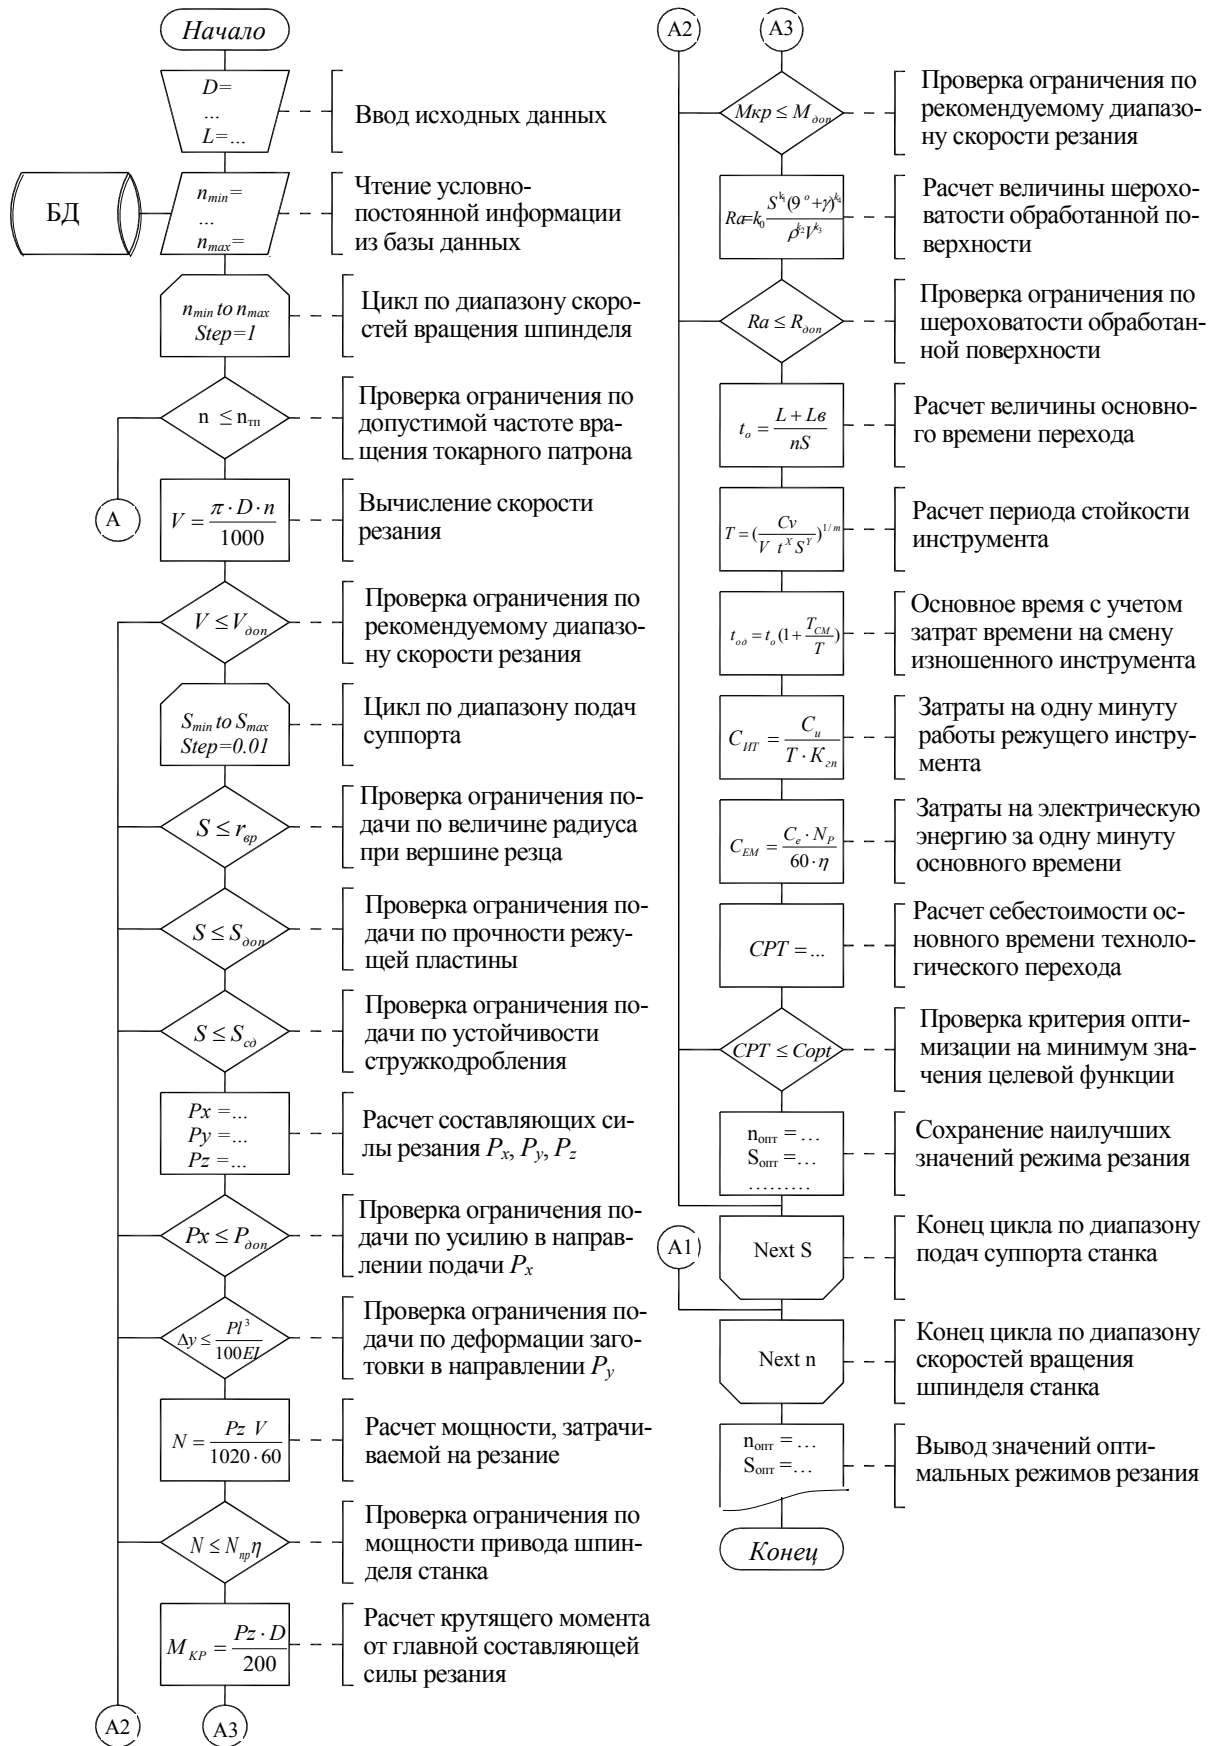 Начало
D=
...
L=...
Ввод исходных данных
БД
n_min=
...
n_max=
Чтение условно-
постоянной информации
из базы данных
n_min to n_max
Step=1
Цикл по диапазону скоро-
стей вращения шпинделя
n ≤ n_тп
Проверка ограничения по
допустимой частоте вра-
щения токарного патрона
A
V = π · D · n / 1000
Вычисление скорости
резания
V ≤ V_доп
Проверка ограничения по
рекомендуемому диапазо-
ну скорости резания
S_min to S_max
Step=0.01
Цикл по диапазону подач
суппорта
S ≤ r_вр
Проверка ограничения по-
дачи по величине радиуса
при вершине резца
S ≤ S_доп
Проверка ограничения по-
дачи по прочности режу-
щей пластины
S ≤ S_сд
Проверка ограничения по-
дачи по устойчивости
стружкодробления
Px =...
Py =...
Pz =...
Расчет составляющих си-
лы резания P_x, P_y, P_z
Px ≤ P_доп
Проверка ограничения по-
дачи по усилию в направ-
лении подачи P_x
Δy ≤ Pl^3 / 100EI
Проверка ограничения по-
дачи по деформации заго-
товки в направлении P_y
N = Pz V / 1020 · 60
Расчет мощности, затрачи-
ваемой на резание
N ≤ N_пр η
Проверка ограничения по
мощности привода шпин-
деля станка
M_КР = Pz · D / 200
Расчет крутящего момента
от главной составляющей
силы резания
A2
A3
A2
A3
Мкр ≤ M_доп
Проверка ограничения по
рекомендуемому диапазо-
ну скорости резания
Ra=k_0 S^k_1 (9° + γ)^k_4 / ρ^k_2 V^k_3
Расчет величины шерохо-
ватости обработанной по-
верхности
Ra ≤ R_доп
Проверка ограничения по
шероховатости обработан-
ной поверхности
t_o = L + Lв / nS
Расчет величины основно-
го времени перехода
T = (Cv / V t^X S^Y)^1/m
Расчет периода стойкости
инструмента
t_од = t_o (1 + T_СМ / T)
Основное время с учетом
затрат времени на смену
изношенного инструмента
C_ИТ = C_и / T · K_гп
Затраты на одну минуту
работы режущего инстру-
мента
C_ЕМ = C_e · N_P / 60 · η
Затраты на электрическую
энергию за одну минуту
основного времени
CPT = ...
Расчет себестоимости ос-
новного времени техноло-
гического перехода
CPT ≤ Copt
Проверка критерия опти-
мизации на минимум зна-
чения целевой функции
n_опт = …
S_опт =…
………
Сохранение наилучших
значений режима резания
A1
Next S
Конец цикла по диапазону
подач суппорта станка
Next n
Конец цикла по диапазону
скоростей вращения
шпинделя станка
n_опт = …
S_опт =…
Вывод значений опти-
мальных режимов резания
Конец